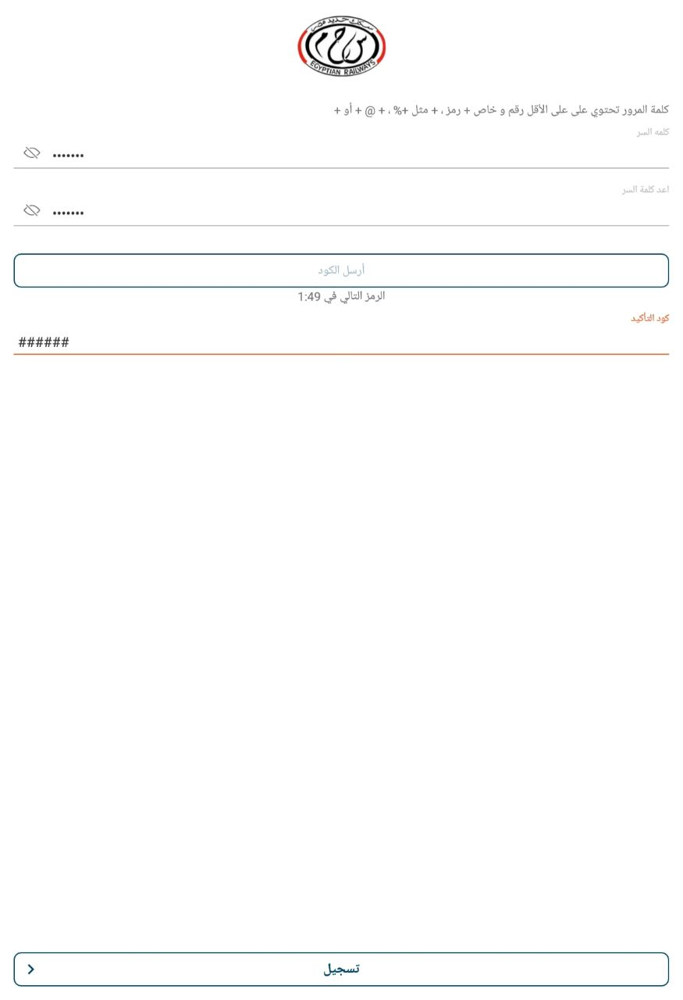 سكك حديد مصر
س ح م
EGYPTIAN RAILWAYS
كلمة المرور تحتوي على على الأقل رقم و خاص + رمز ، + مثل +% ، + @ + أو +
كلمه السر
•••••••
اعد كلمة السر
•••••••
أرسل الكود
الرمز التالي في 1:49
كود التأكيد
######
تسجيل